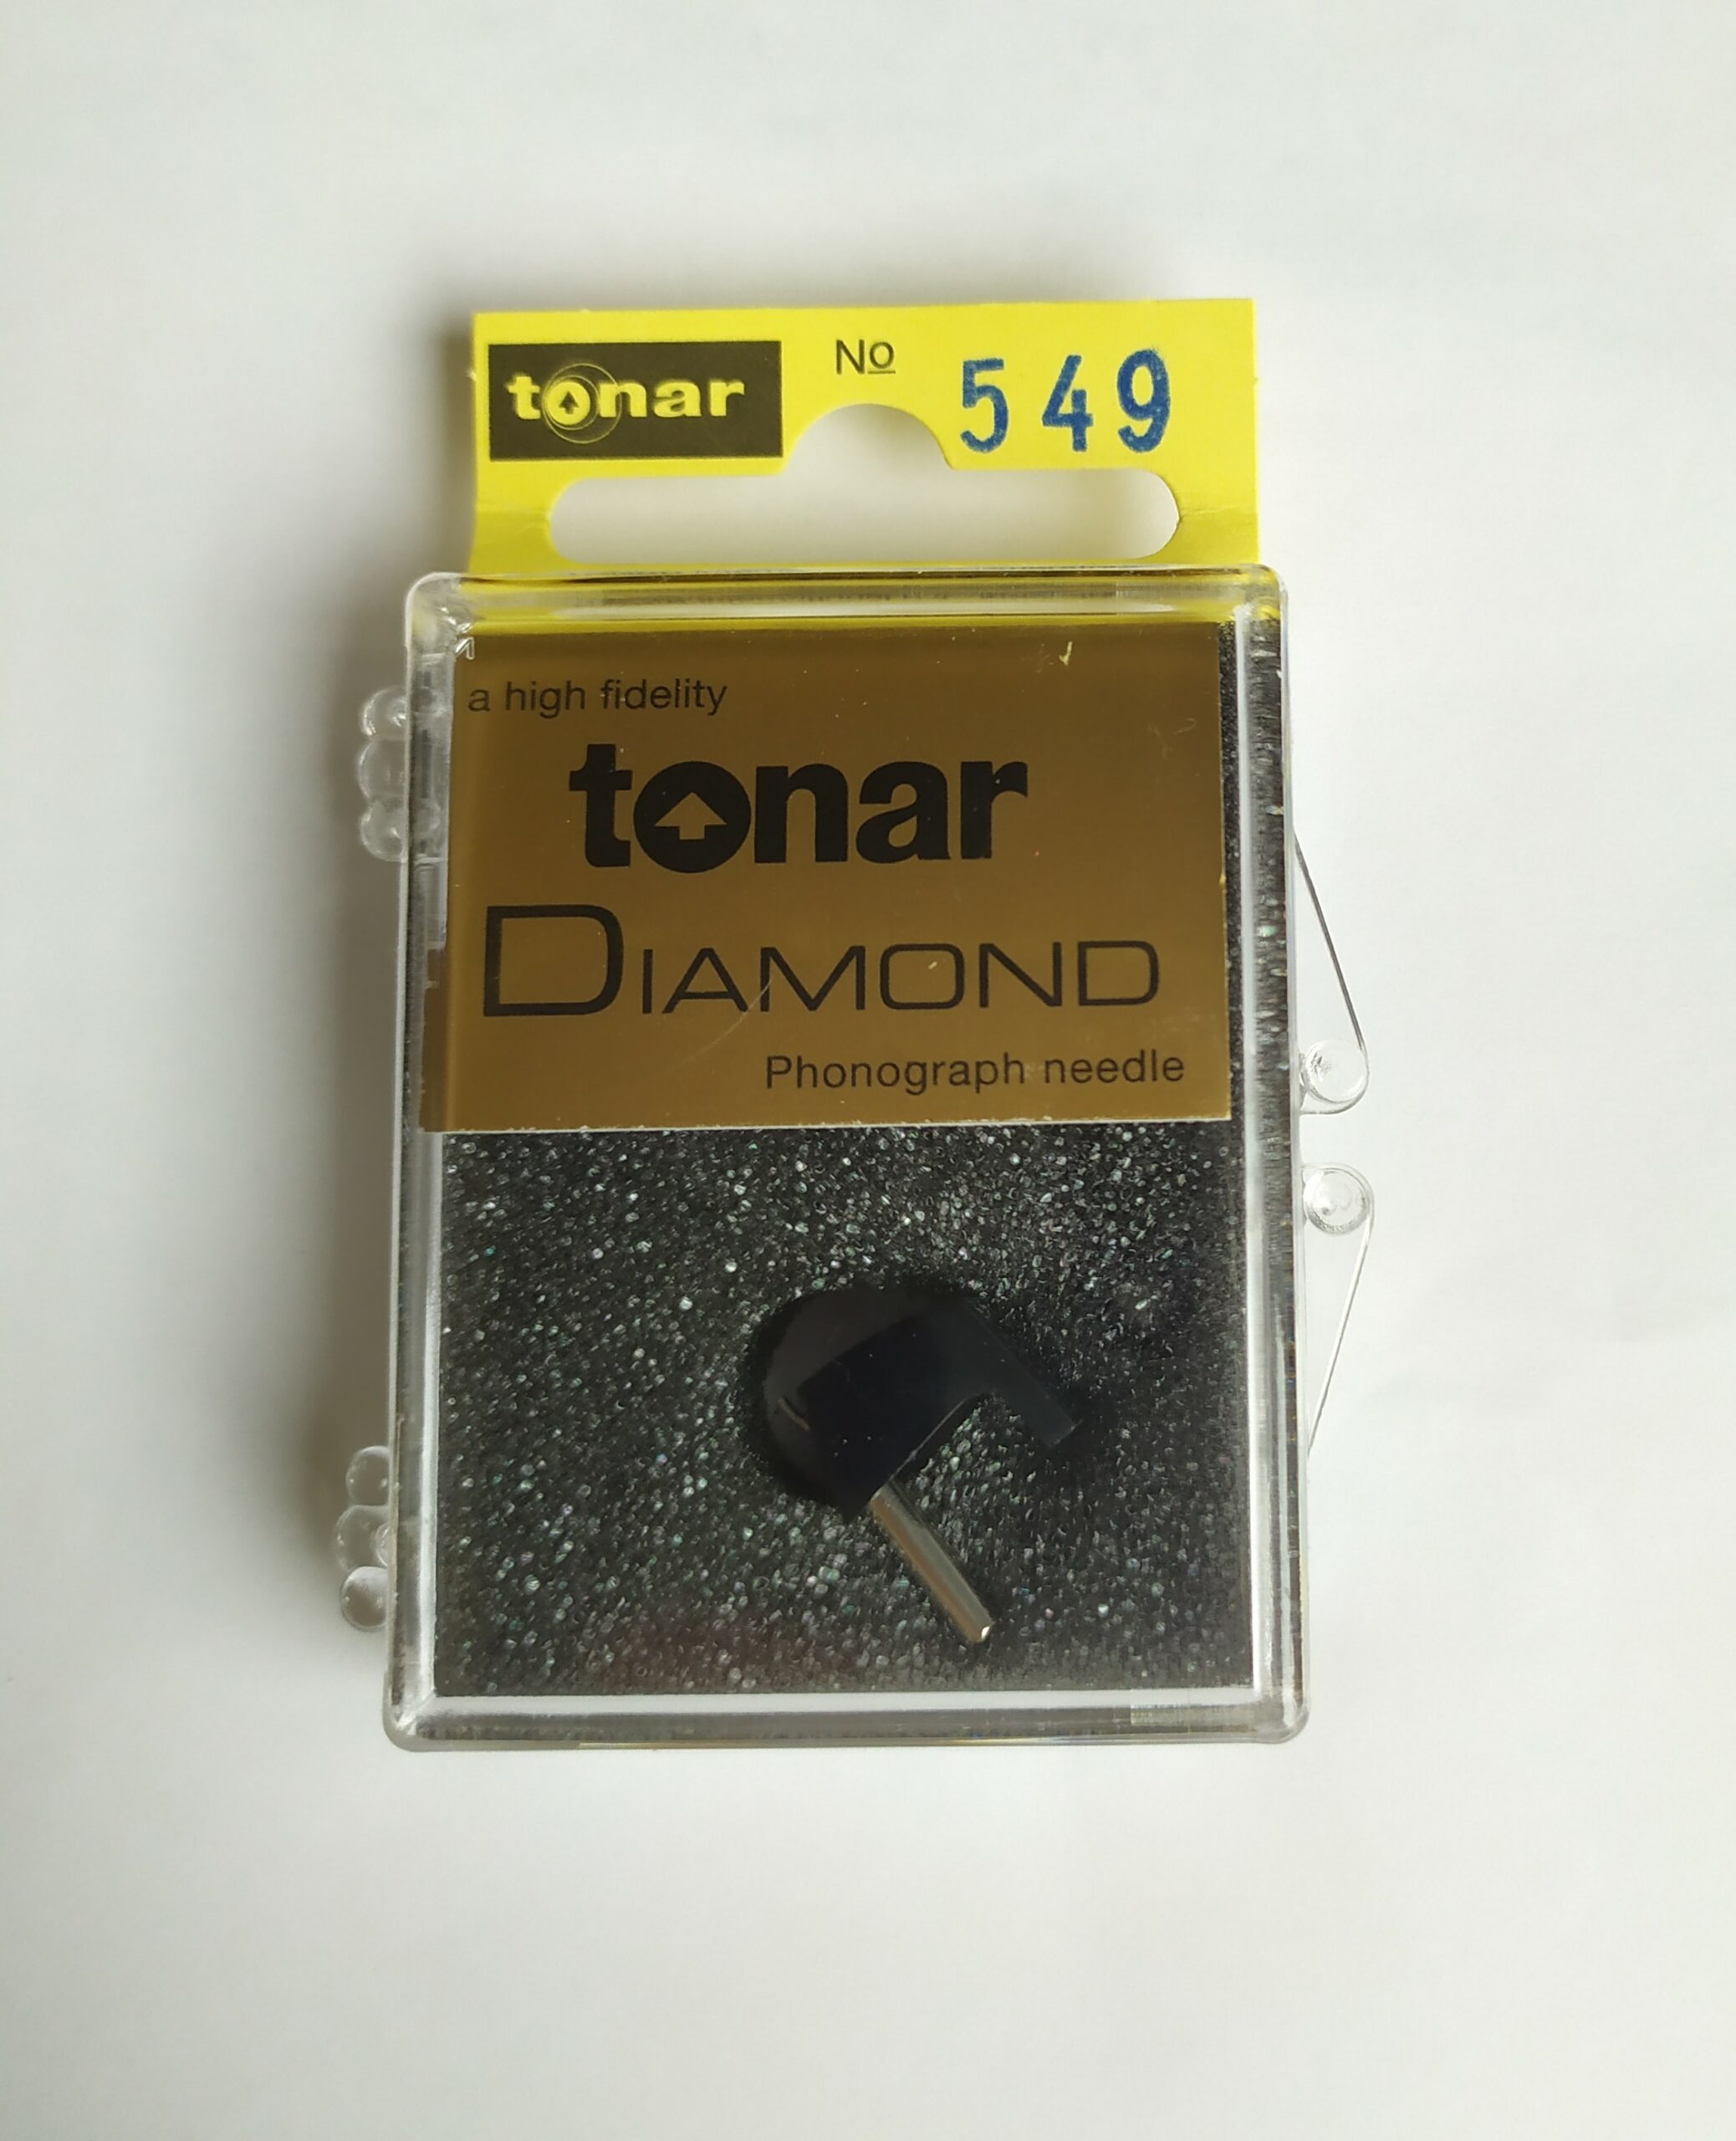 tonar
No 549
a high fidelity
tonar
DIAMOND
Phonograph needle